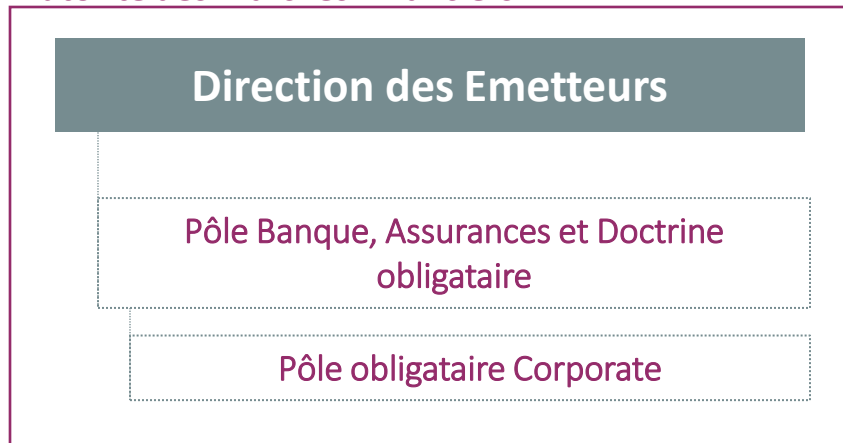 Direction des Emetteurs
Pôle Banque, Assurances et Doctrine
obligataire
Pôle obligataire Corporate